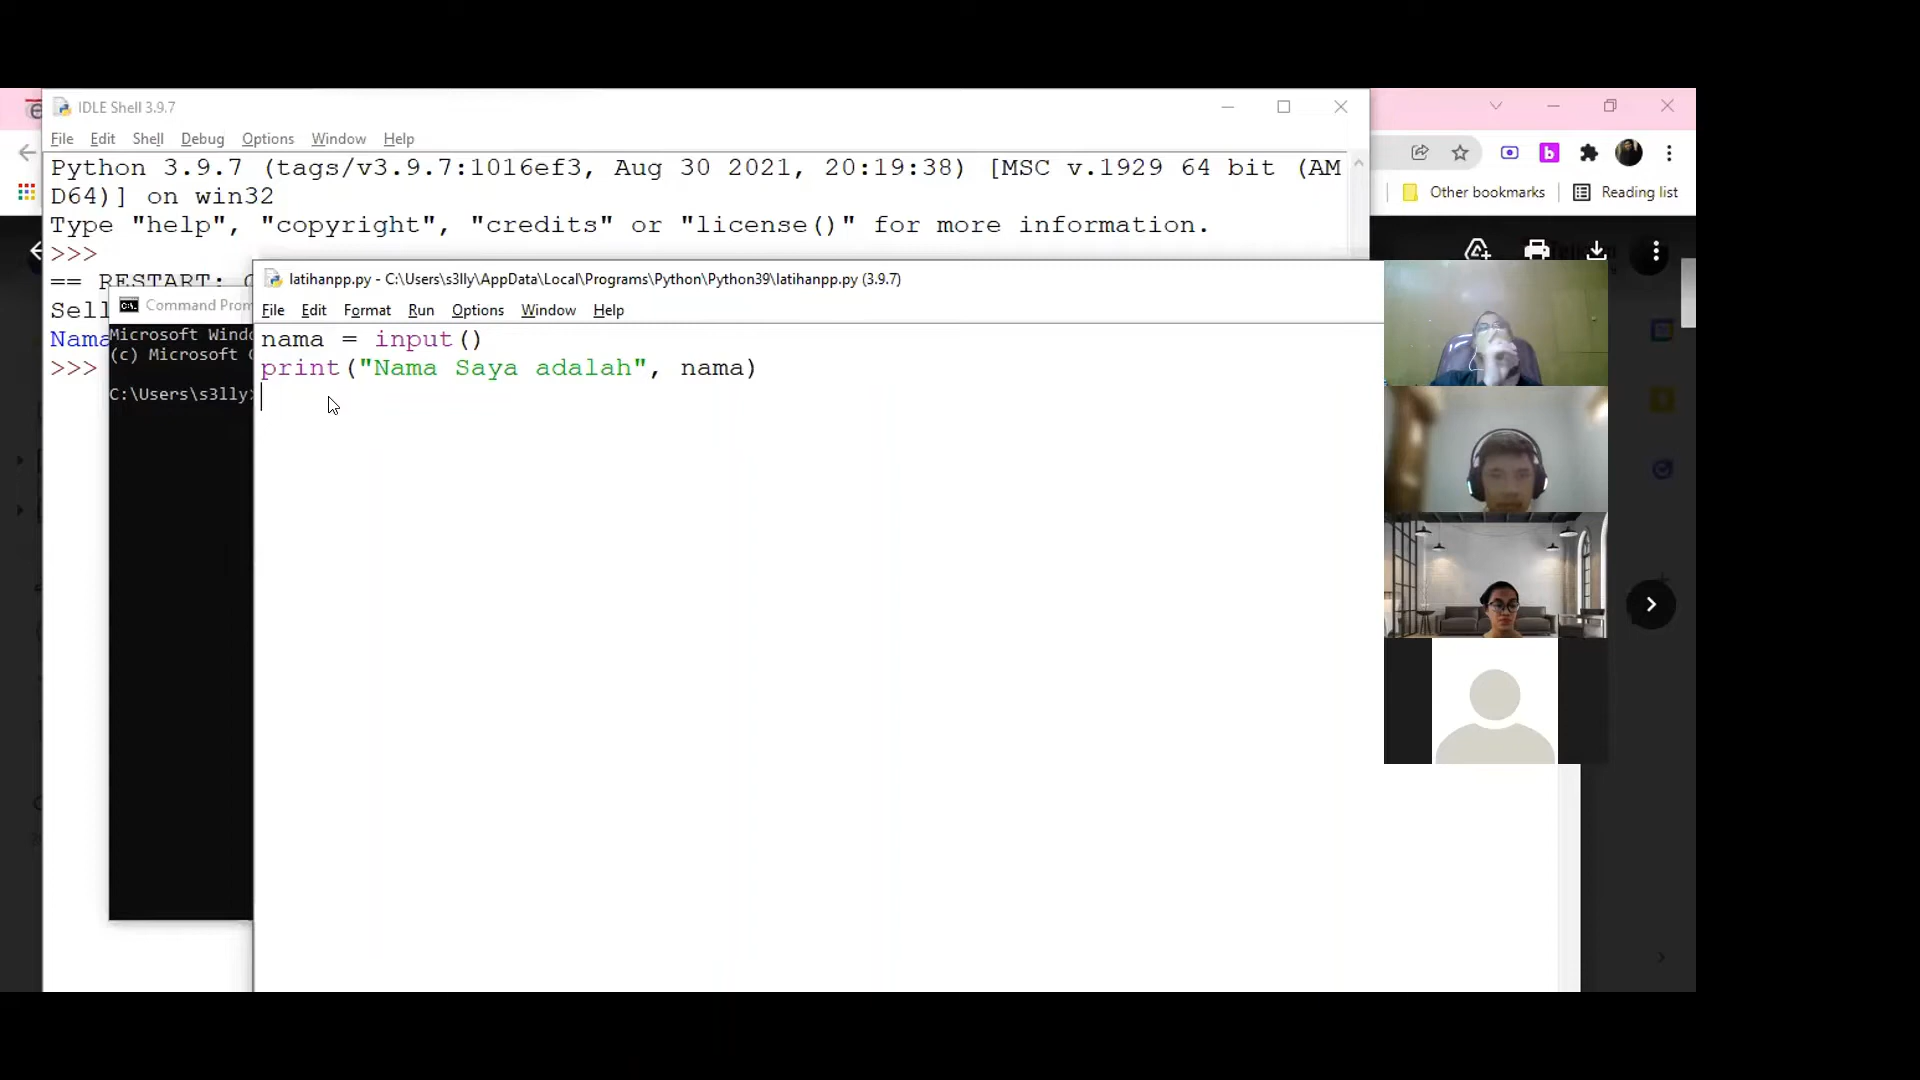 IDLE Shell 3.9.7
File Edit Shell Debug Options Window Help
Python 3.9.7 (tags/v3.9.7:1016ef3, Aug 30 2021, 20:19:38) [MSC v.1929 64 bit (AM
D64)] on win32
Type "help", "copyright", "credits" or "license()" for more information.
>>>
== RESTART:
Sell
Nama
>>>
Other bookmarks
Reading list
Command Prom
Microsoft Windo
(c) Microsoft
C:\Users\s3lly>
latihanpp.py - C:\Users\s3lly\AppData\Local\Programs\Python\Python39\latihanpp.py (3.9.7)
File Edit Format Run Options Window Help
nama = input()
print("Nama Saya adalah", nama)